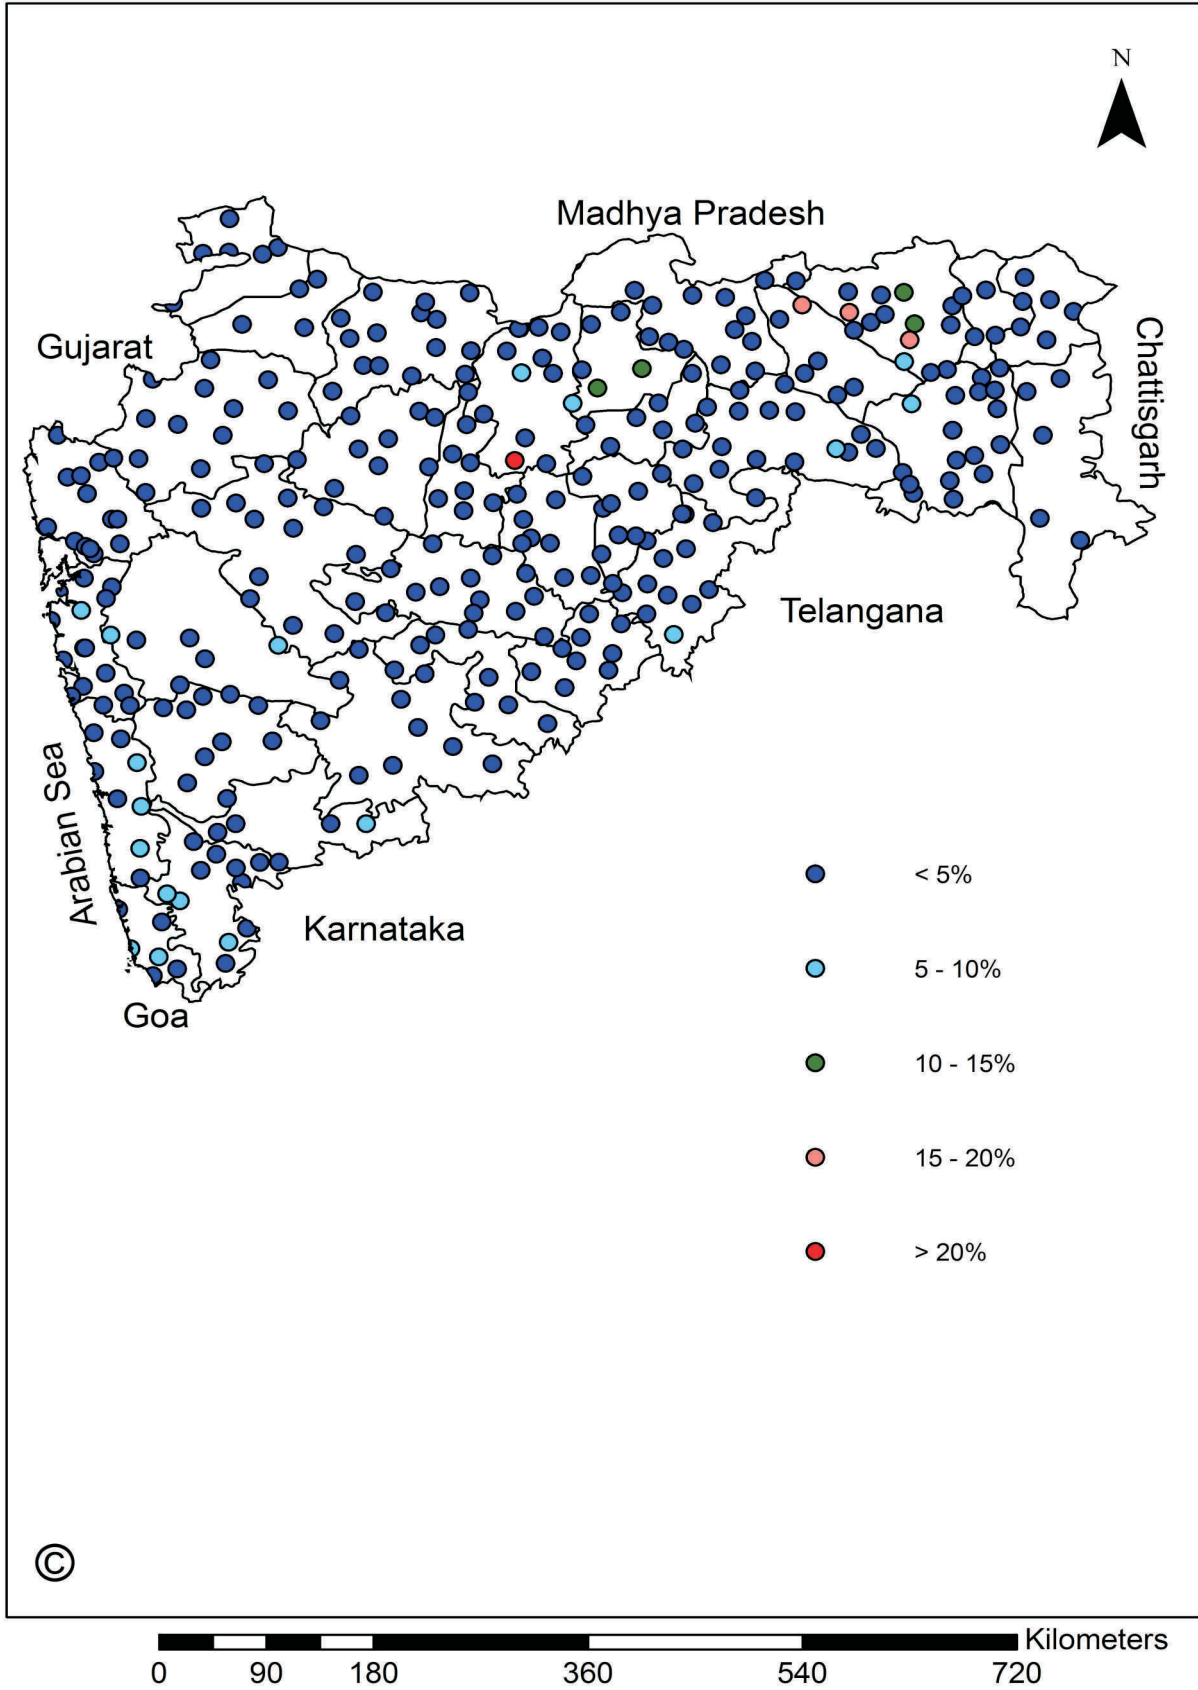 N
Madhya Pradesh
Gujarat
Chattisgarh
Telangana
Arabian Sea
Karnataka
Goa
< 5%
5 - 10%
10 - 15%
15 - 20%
> 20%
©
Kilometers
0 90 180 360 540 720